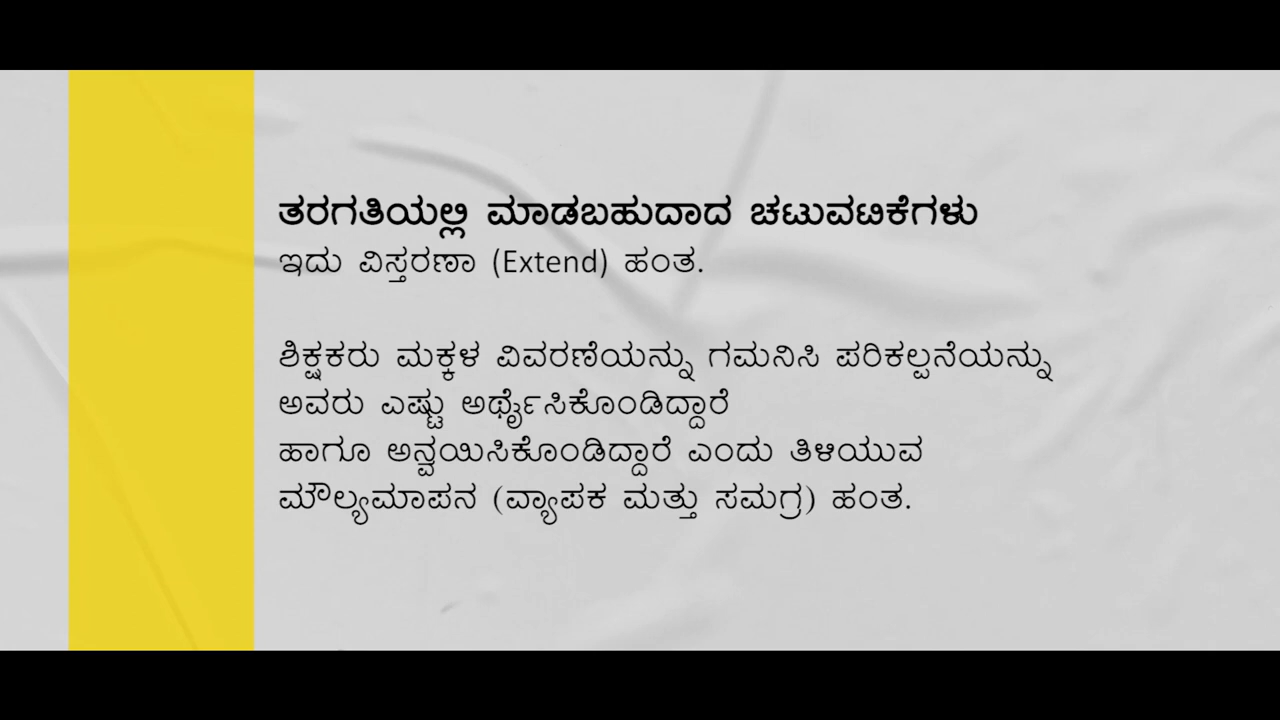 ತರಗತಿಯಲ್ಲಿ ಮಾಡಬಹುದಾದ ಚಟುವಟಿಕೆಗಳು
ಇದು ವಿಸ್ತರಣಾ (Extend) ಹಂತ.
ಶಿಕ್ಷಕರು ಮಕ್ಕಳ ವಿವರಣೆಯನ್ನು ಗಮನಿಸಿ ಪರಿಕಲ್ಪನೆಯನ್ನು
ಅವರು ಎಷ್ಟು ಅರ್ಥೈಸಿಕೊಂಡಿದ್ದಾರೆ
ಹಾಗೂ ಅನ್ವಯಿಸಿಕೊಂಡಿದ್ದಾರೆ ಎಂದು ತಿಳಿಯುವ
ಮೌಲ್ಯಮಾಪನ (ವ್ಯಾಪಕ ಮತ್ತು ಸಮಗ್ರ) ಹಂತ.